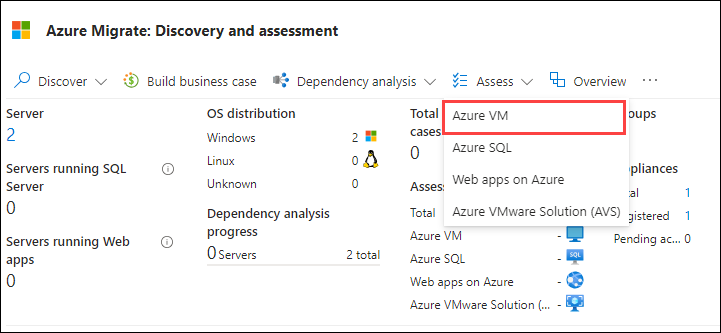 Azure Migrate: Discovery and assessment
Discover
Build business case
Dependency analysis
Assess
Overview
...
Server
2
Servers running SQL
Server
0
Servers running Web
apps
0
OS distribution
Windows 2
Linux 0
Unknown 0
Dependency analysis
progress
0 Servers 2 total
Total
cases
0
Azure VM
Azure SQL
Web apps on Azure
Azure VMware Solution (AVS)
Assess
Total
Azure VM -
Azure SQL -
Web apps on Azure -
Azure VMware Solution (... -
oups
pliances
tal 1
gistered 1
Pending ac... 0